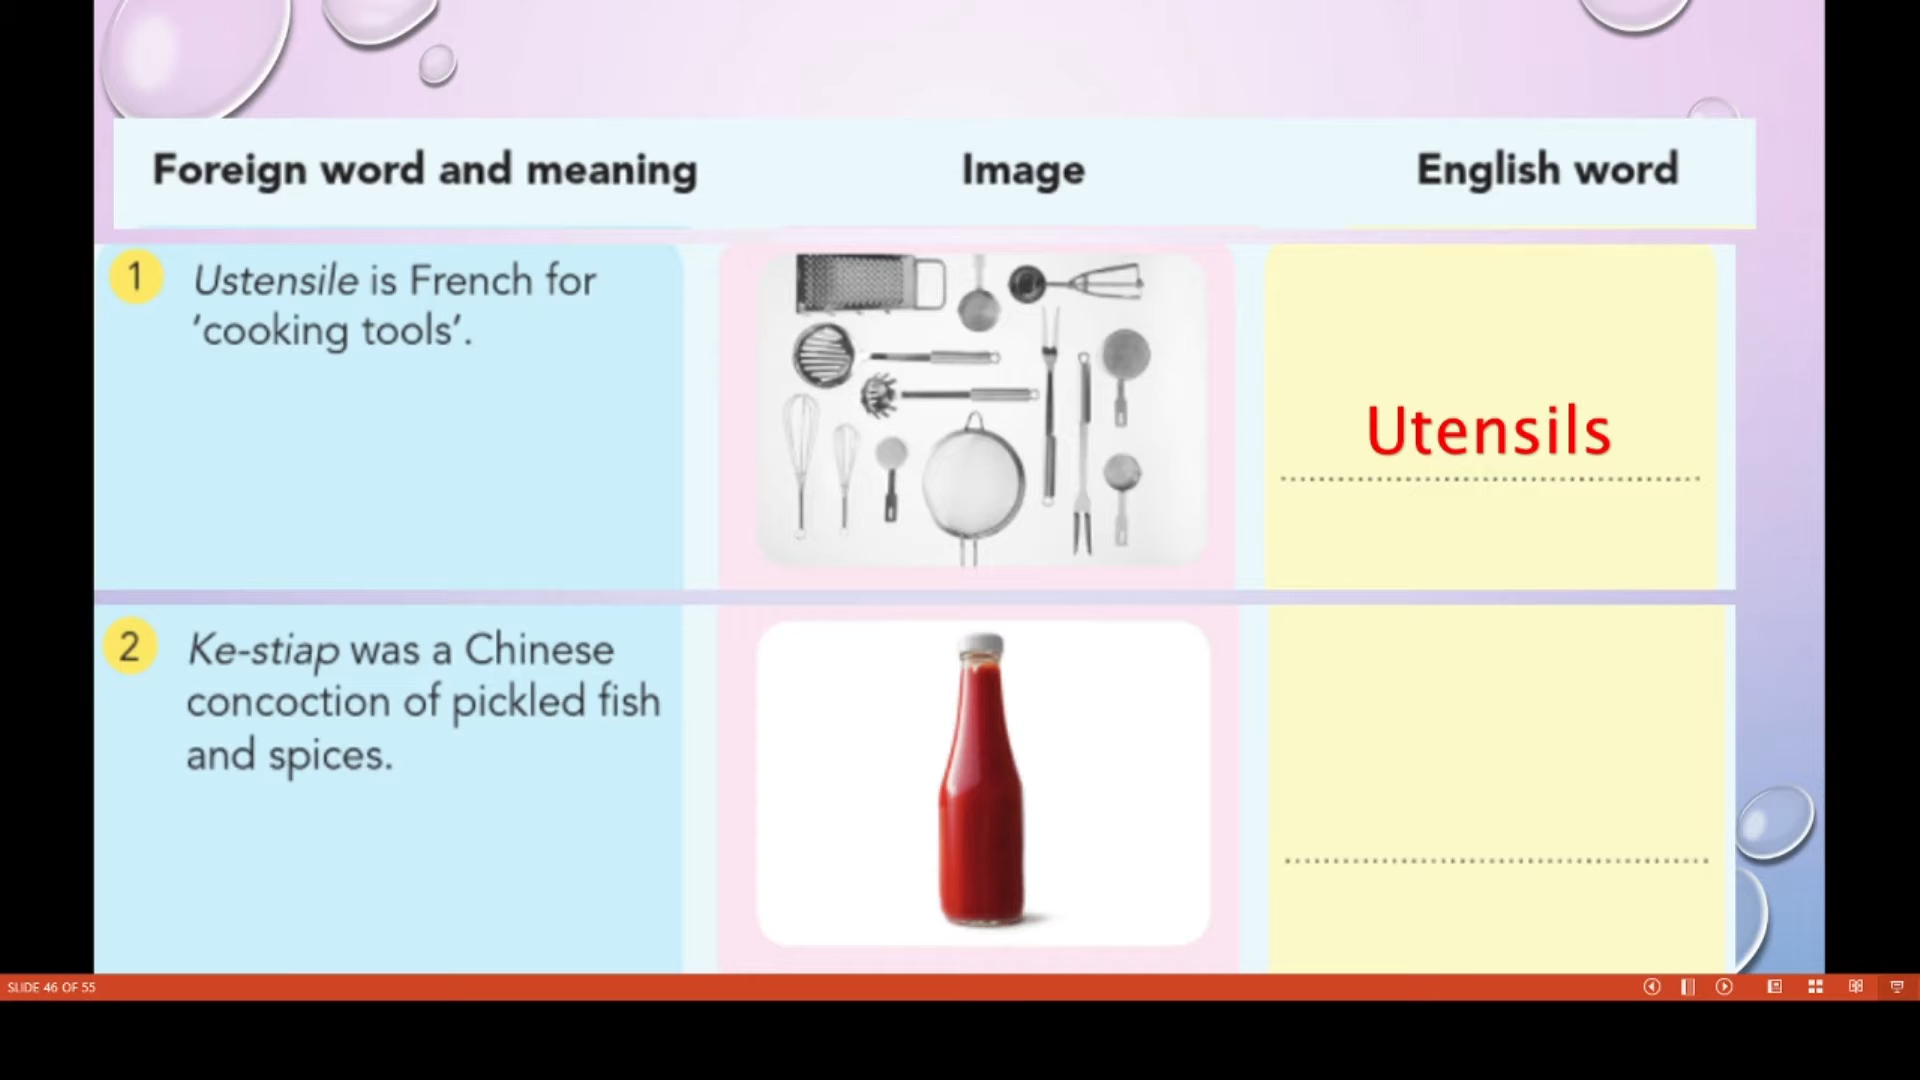 Foreign word and meaning
Image
English word
1
Ustensile is French for
'cooking tools'.
Utensils
2
Ke-stiap was a Chinese
concoction of pickled fish
and spices.
SLIDE 46 OF 55